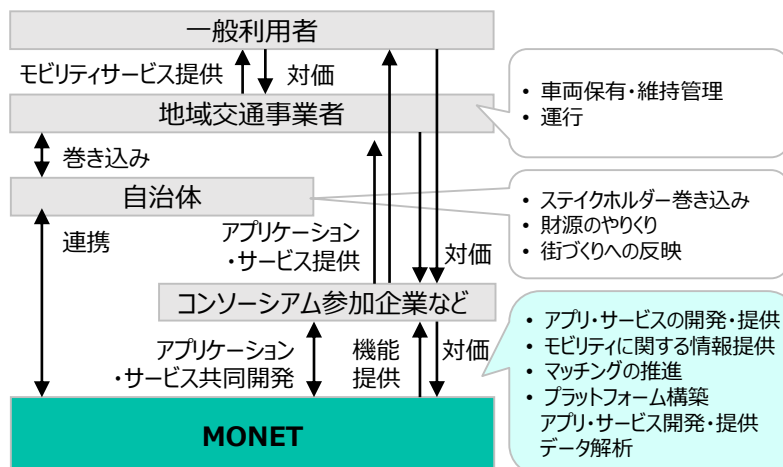 一般利用者
モビリティサービス提供
対価
地域交通事業者
• 車両保有・維持管理
• 運行
巻き込み
自治体
• ステイクホルダー巻き込み
• 財源のやりくり
• 街づくりへの反映
連携
アプリケーション
・サービス提供
対価
コンソーシアム参加企業など
アプリケーション
・サービス共同開発
機能
提供
対価
• アプリ・サービスの開発・提供
• モビリティに関する情報提供
• マッチングの推進
• プラットフォーム構築
アプリ・サービス開発・提供
データ解析
MONET